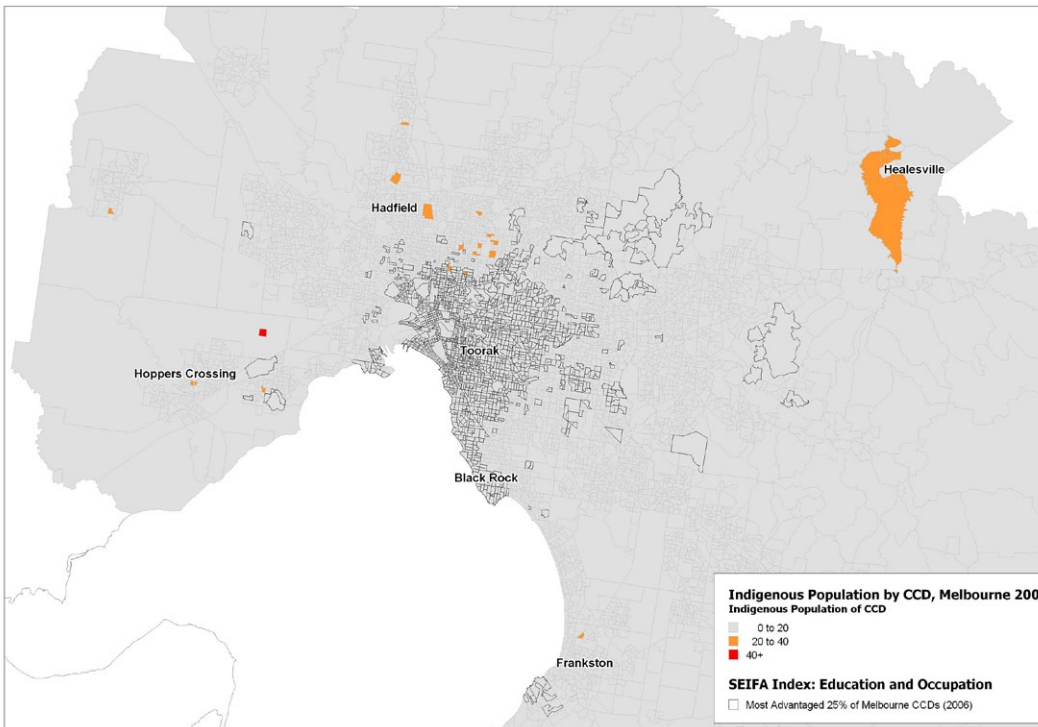 Healesville
Hadfield
Toorak
Hoppers Crossing
Black Rock
Frankston
Indigenous Population by CCD, Melbourne 200
Indigenous Population of CCD
0 to 20
20 to 40
40+
SEIFA Index: Education and Occupation
Most Advantaged 25% of Melbourne CCDs (2006)